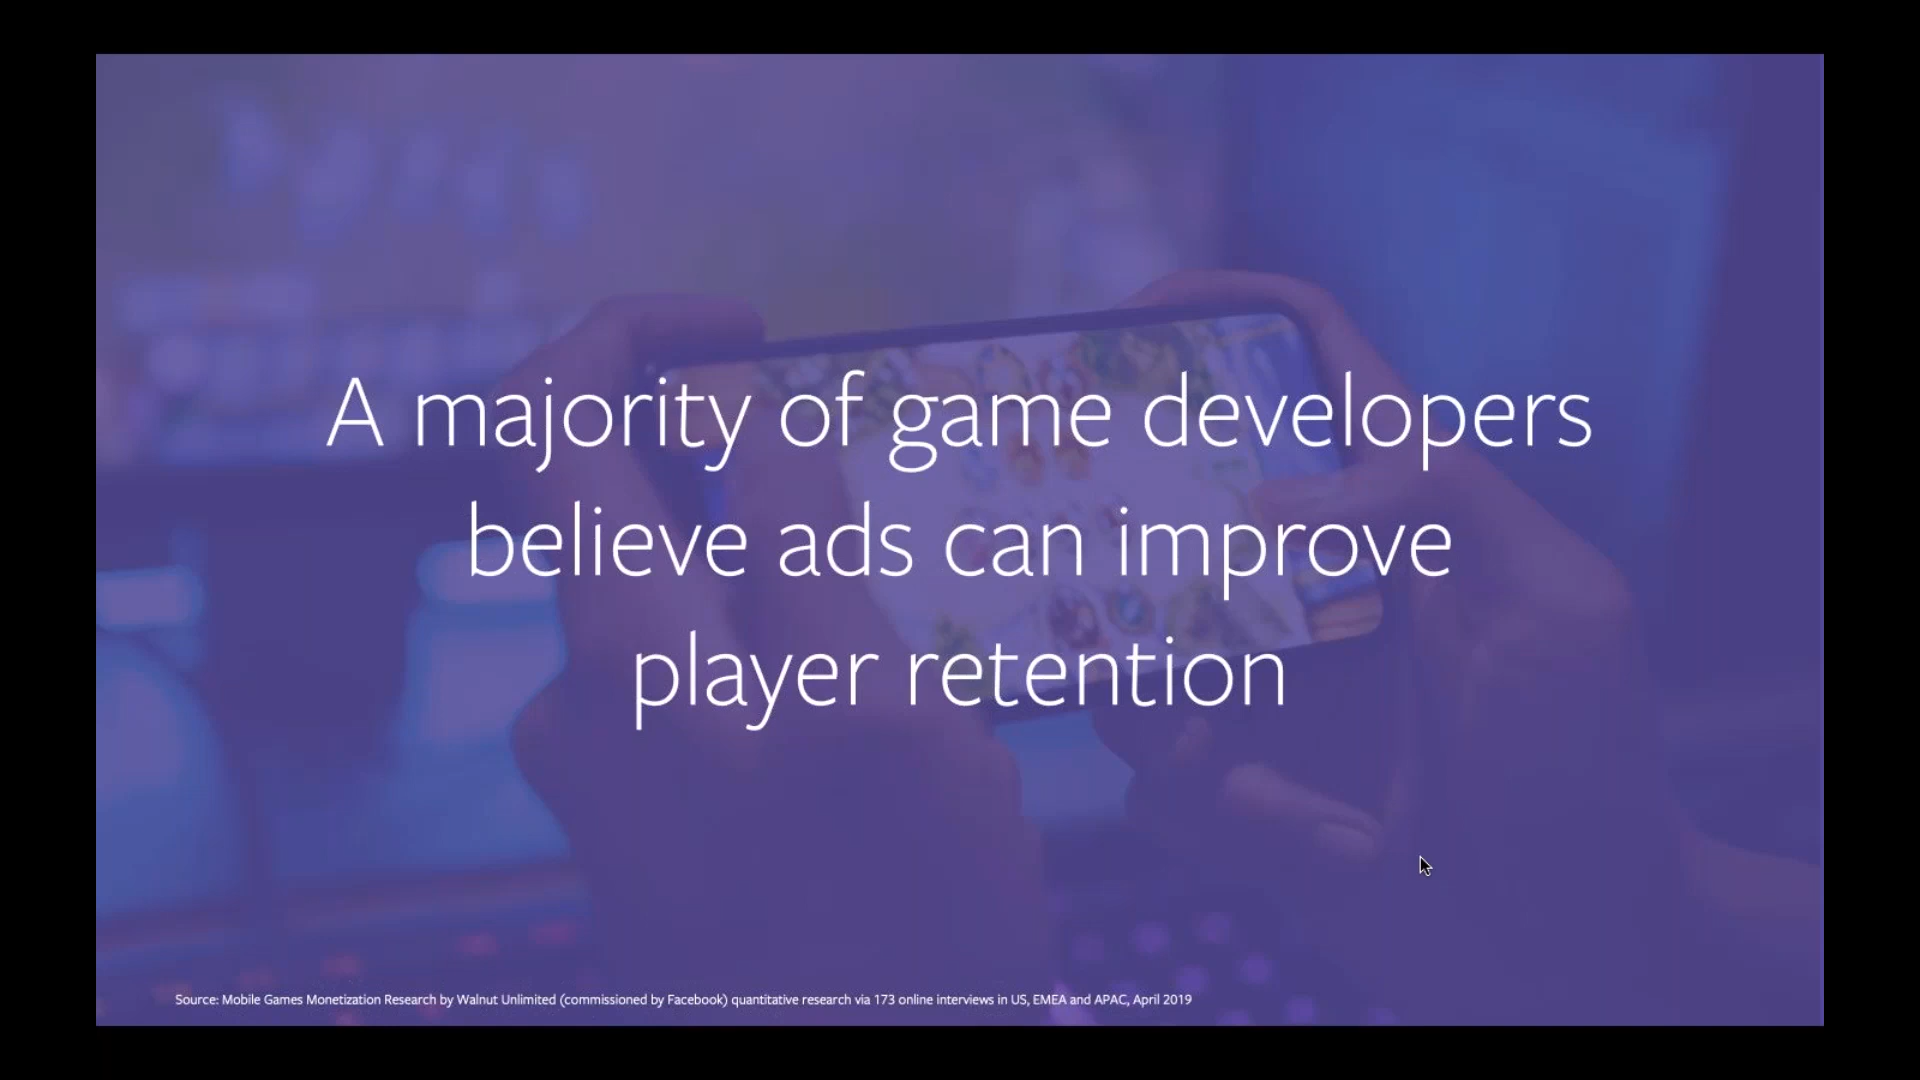 A majority of game developers
believe ads can improve
player retention
Source: Mobile Games Monetization Research by Walnut Unlimited (commissioned by Facebook) quantitative research via 173 online interviews in US, EMEA and APAC, April 2019